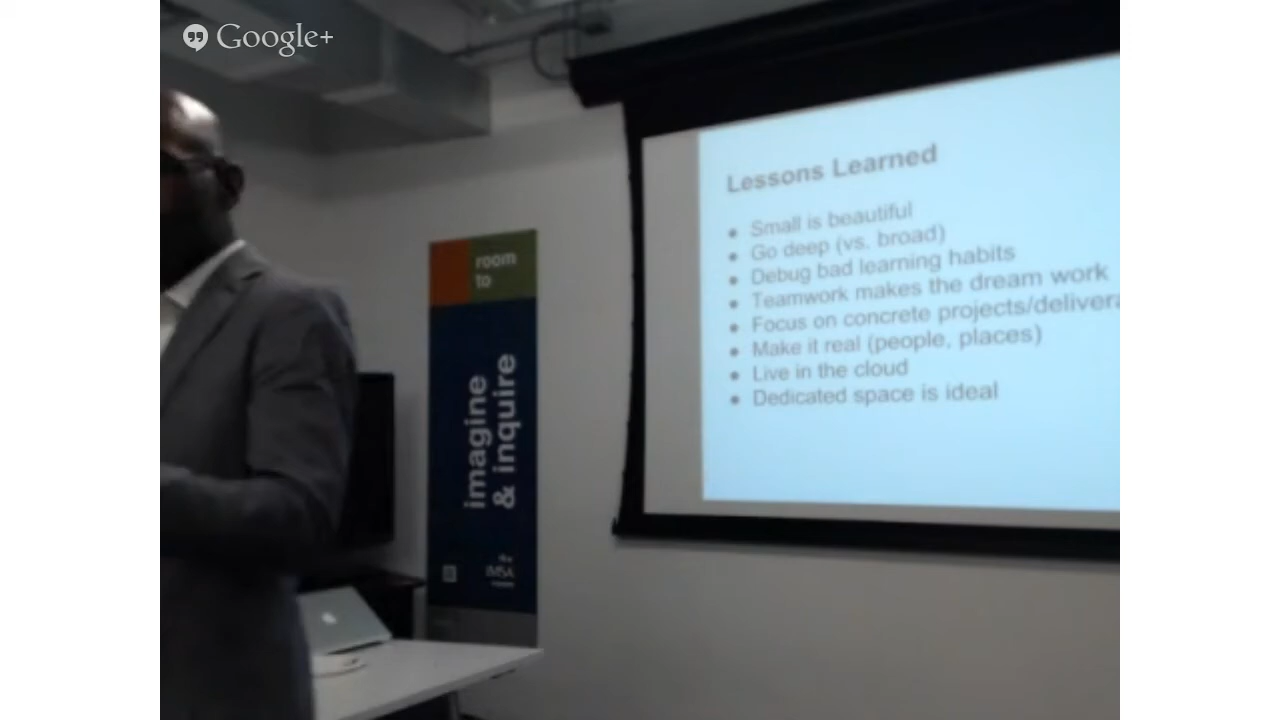 Google+
room
to
imagine
& inquire
the
IMSA
Lessons Learned
• Small is beautiful
• Go deep (vs. broad)
• Debug bad learning habits
• Teamwork makes the dream work
• Focus on concrete projects/delivera
• Make it real (people, places)
• Live in the cloud
• Dedicated space is ideal